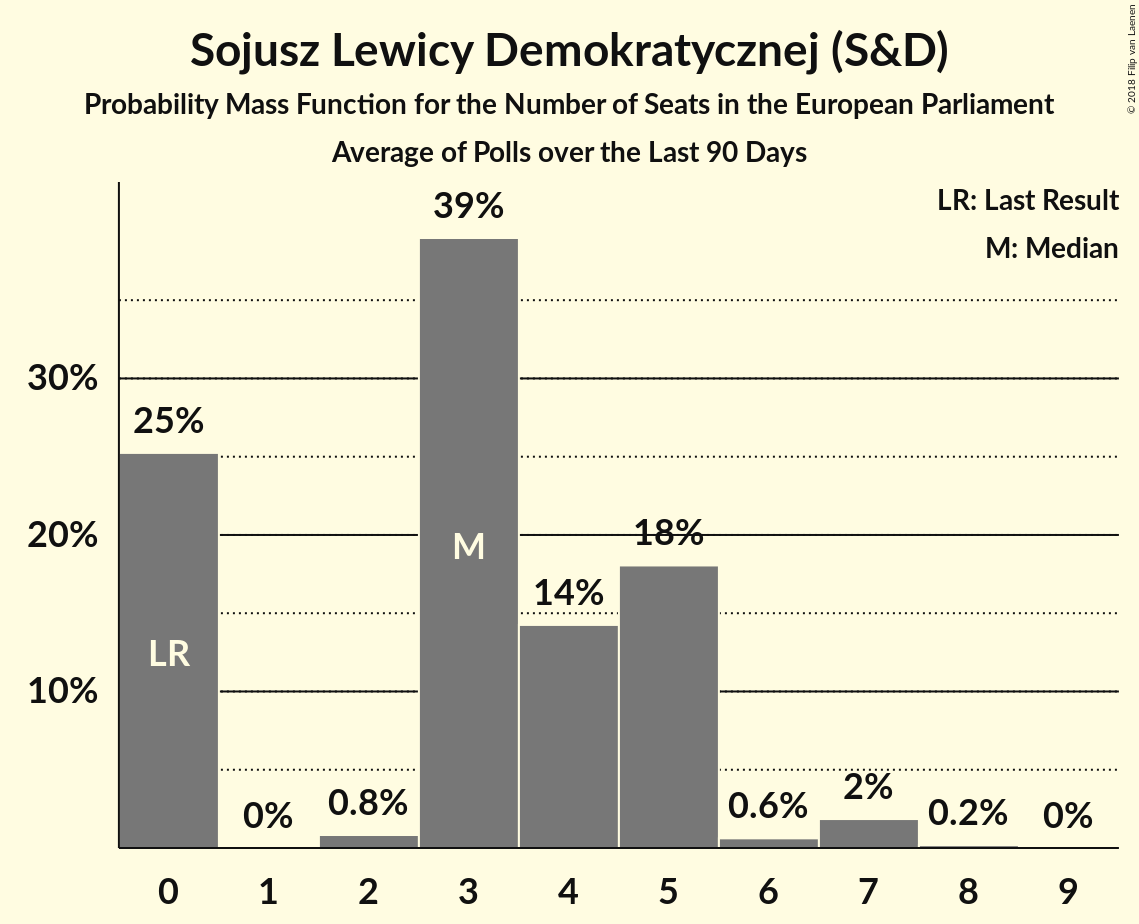 Sojusz Lewicy Demokratycznej (S&D)
Probability Mass Function for the Number of Seats in the European Parliament
Average of Polls over the Last 90 Days
© 2018 Filip van Laenen
LR: Last Result
M: Median
39%
30%
25%
20%
18%
M
14%
LR
10%
0%
0.8%
0.6%
2%
0.2%
0%
0 1 2 3 4 5 6 7 8 9